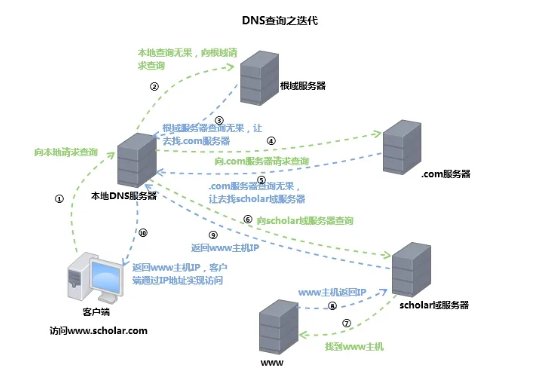 DNS查询之迭代
本地查询无果，向根域请
求查询
②
根域服务器
③
根域服务器查询无果，让
去找.com服务器
④
向本地请求查询
向.com服务器请求查询
.com服务器
⑤
.com服务器查询无果，
让去找scholar域服务器
本地DNS服务器
①
⑥
向scholar域服务器查询
⑨
⑩
返回www主机IP
返回www主机IP，客户
端通过IP地址实现访问
www主机返回IP
⑧
scholar域服务器
客户端
⑦
访问www.scholar.com
找到www主机
www